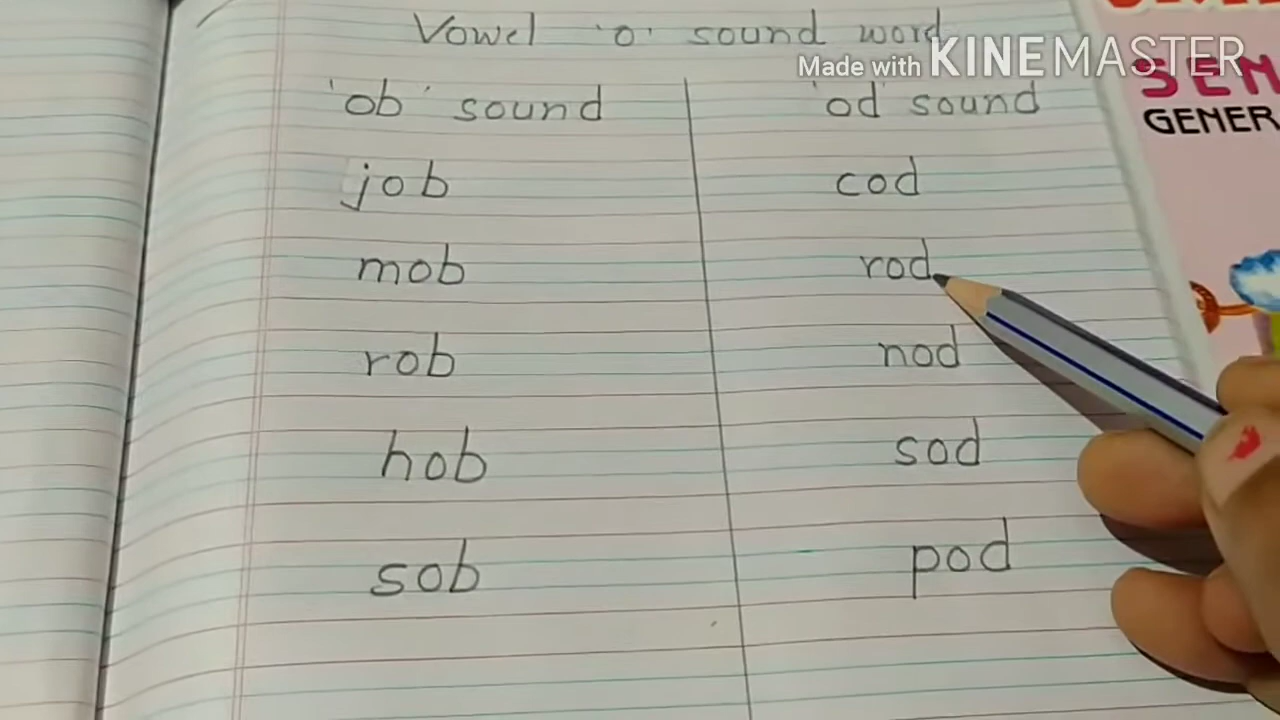 Vowel 'o' sound word
Made with KINEMASTER
'ob' sound
'od' sound
job
cod
mob
rod
rob
nod
hob
sod
sob
pod
SEM
GENER